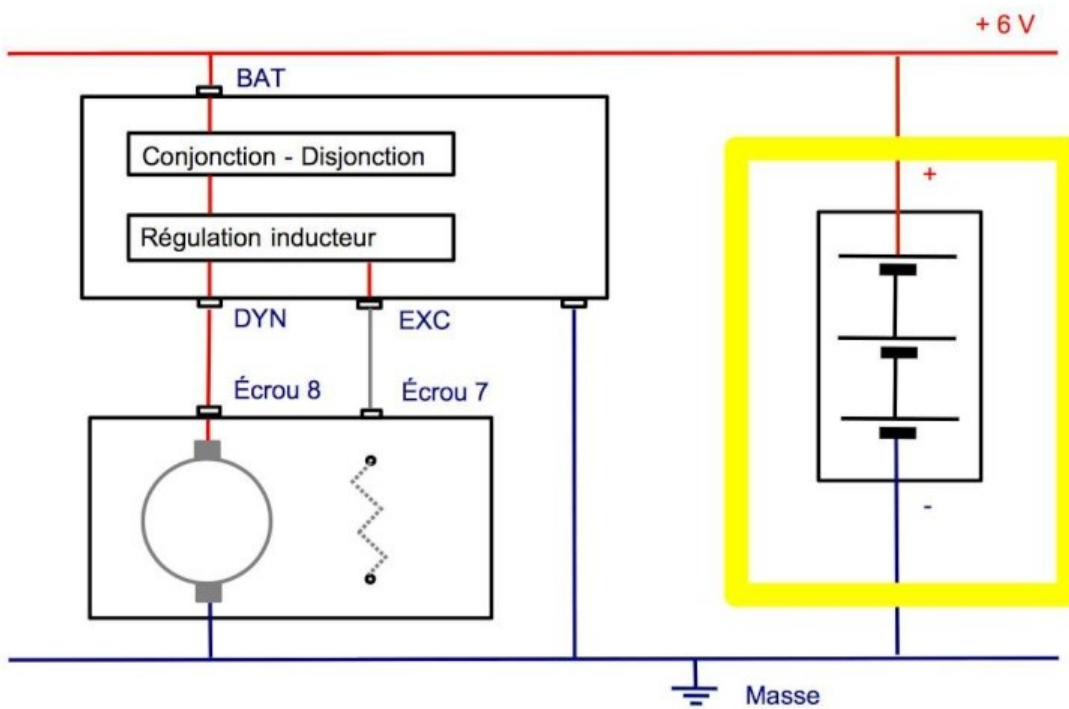 + 6 V
BAT
Conjonction - Disjonction
+
Régulation inducteur
DYN
EXC
Écrou 8
Écrou 7
-
Masse